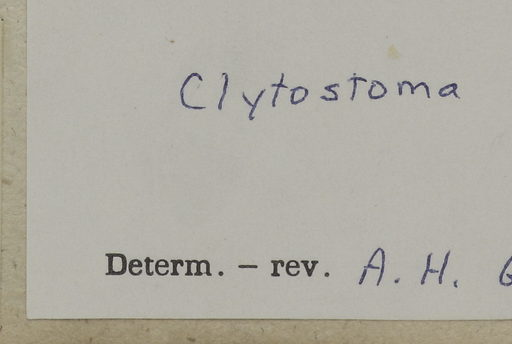 Clytostoma
Determ. – rev. A. H.